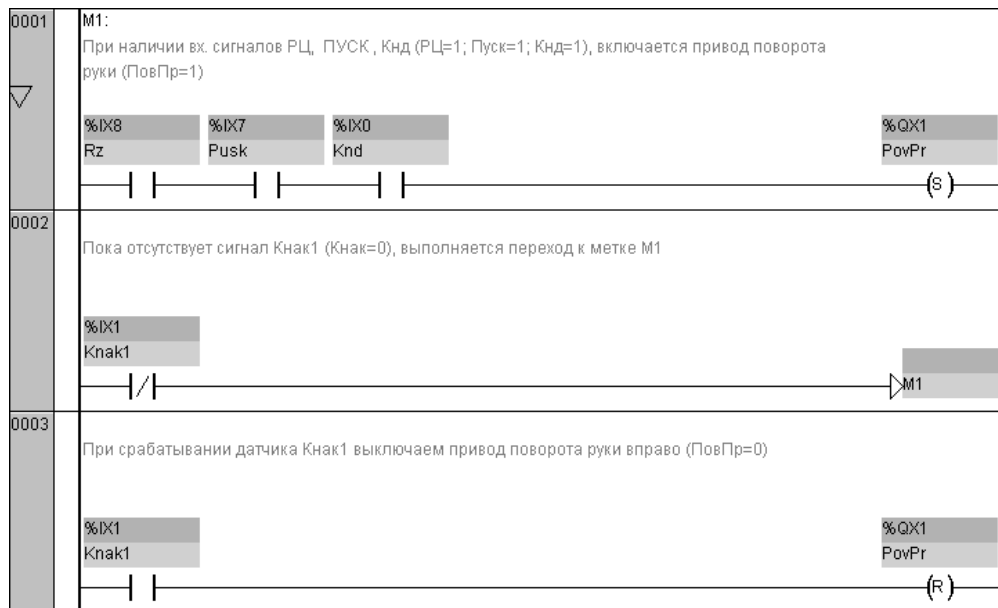 0001
M1:
При наличии вх. сигналов РЦ,  ПУСК , Кнд (РЦ=1; Пуск=1; Кнд=1), включается привод поворота
руки (ПовПр=1)
%IX8 %IX7 %IX0 %QX1
Rz Pusk Knd PovPr
(S)
0002
Пока отсутствует сигнал Кнак1 (Кнак=0), выполняется переход к метке М1
%IX1
Knak1
M1
0003
При срабатывании датчика Кнак1 выключаем привод поворота руки вправо (ПовПр=0)
%IX1 %QX1
Knak1 PovPr
(R)